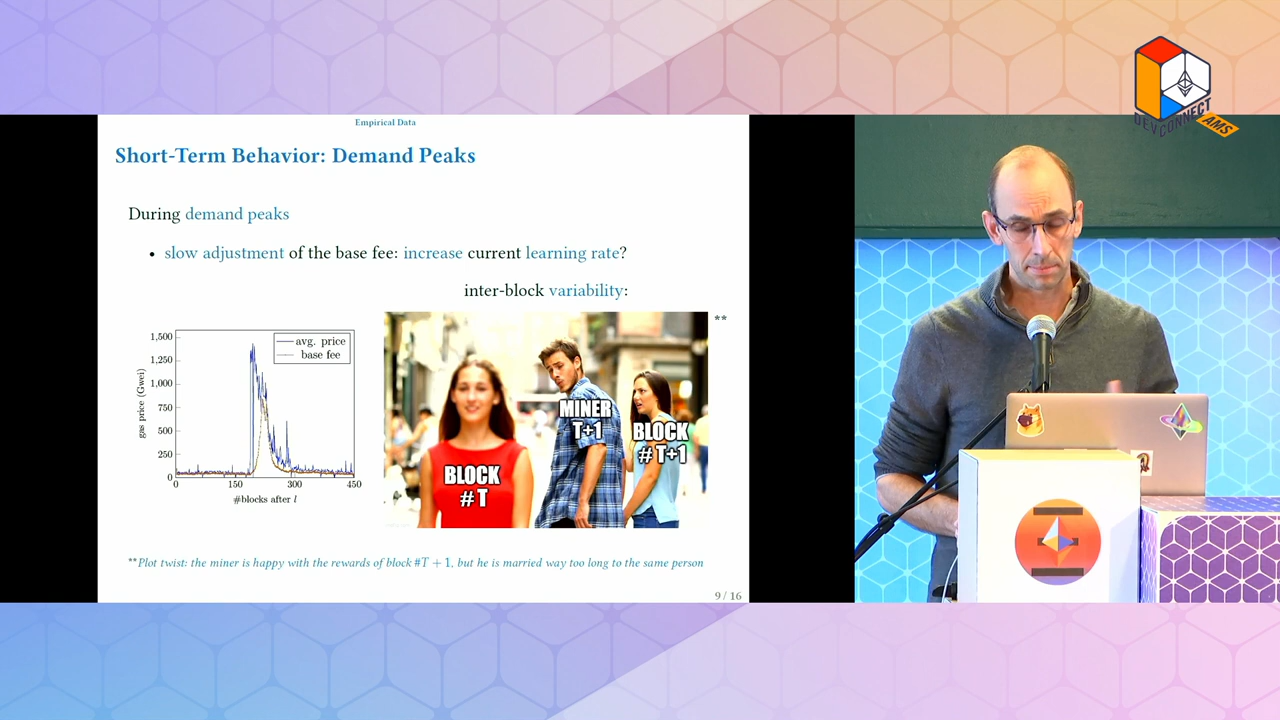 DEVCONNECT
AMS
Empirical Data
Short-Term Behavior: Demand Peaks
During demand peaks
• slow adjustment of the base fee: increase current learning rate?
inter-block variability:
**
avg. price
base fee
1,500
1,250
1,000
750
500
250
0
gas price (Gwei)
0 150 300 450
#blocks after l
MINER
T+1
BLOCK
#T+1
BLOCK
#T
**Plot twist: the miner is happy with the rewards of block #T + 1, but he is married way too long to the same person
9 / 16